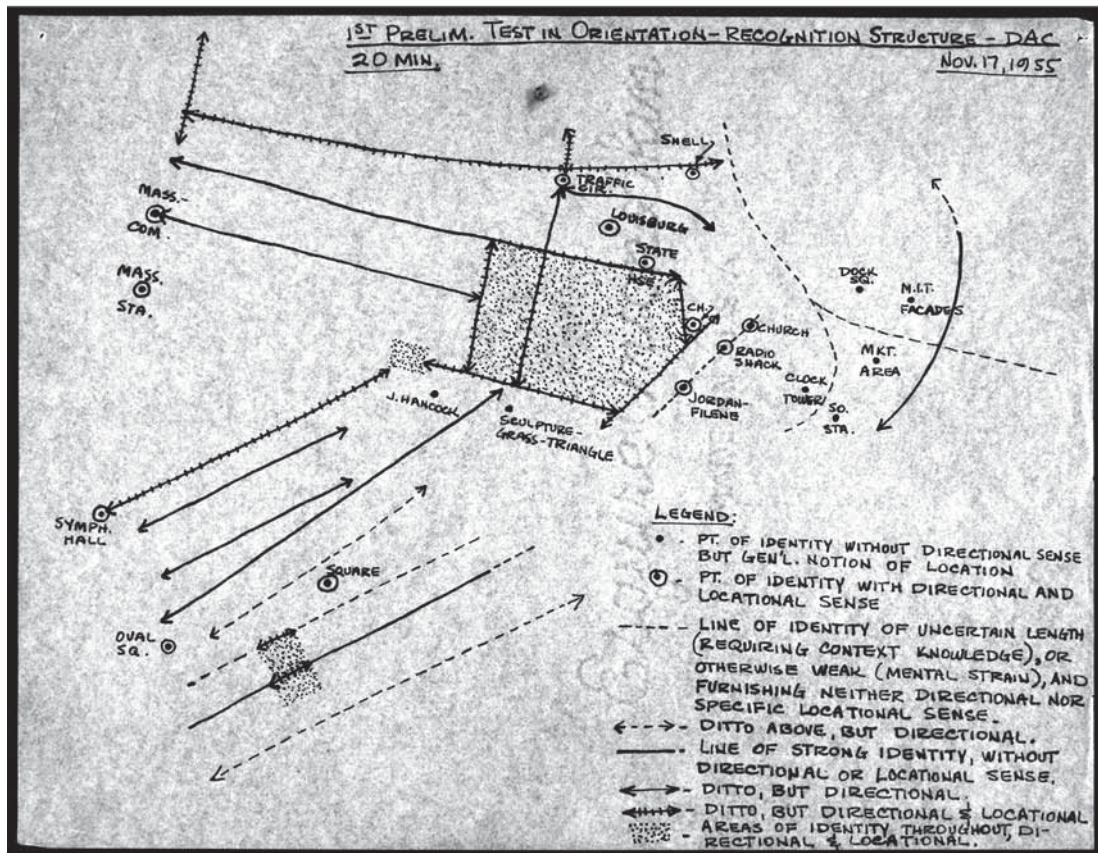 1ST PRELIM. TEST IN ORIENTATION-RECOGNITION STRUCTURE - DAC
20 MIN.
NOV. 17, 1955
SHELL
TRAFFIC
CIR.
MASS.-
COM.
LOUISBURG
STATE
HSE
MASS.
STA.
DOCK
SQ.
N.I.T.
FACADES
CH.
CHURCH
RADIO
SHACK
MKT.
AREA
CLOCK
TOWER
JORDAN-
FILENE
SO.
STA.
J. HANCOCK
SCULPTURE-
GRASS-TRIANGLE
SYMPH.
HALL
SQUARE
OVAL
SQ.
LEGEND:
- PT. OF IDENTITY WITHOUT DIRECTIONAL SENSE
BUT GEN'L. NOTION OF LOCATION
- PT. OF IDENTITY WITH DIRECTIONAL AND
LOCATIONAL SENSE
- LINE OF IDENTITY OF UNCERTAIN LENGTH
(REQUIRING CONTEXT KNOWLEDGE), OR
OTHERWISE WEAK (MENTAL STRAIN), AND
FURNISHING NEITHER DIRECTIONAL NOR
SPECIFIC LOCATIONAL SENSE.
- DITTO ABOVE, BUT DIRECTIONAL.
- LINE OF STRONG IDENTITY, WITHOUT
DIRECTIONAL OR LOCATIONAL SENSE.
- DITTO, BUT DIRECTIONAL.
- DITTO, BUT DIRECTIONAL & LOCATIONAL
- AREAS OF IDENTITY THROUGHOUT, DI-
RECTIONAL & LOCATIONAL.